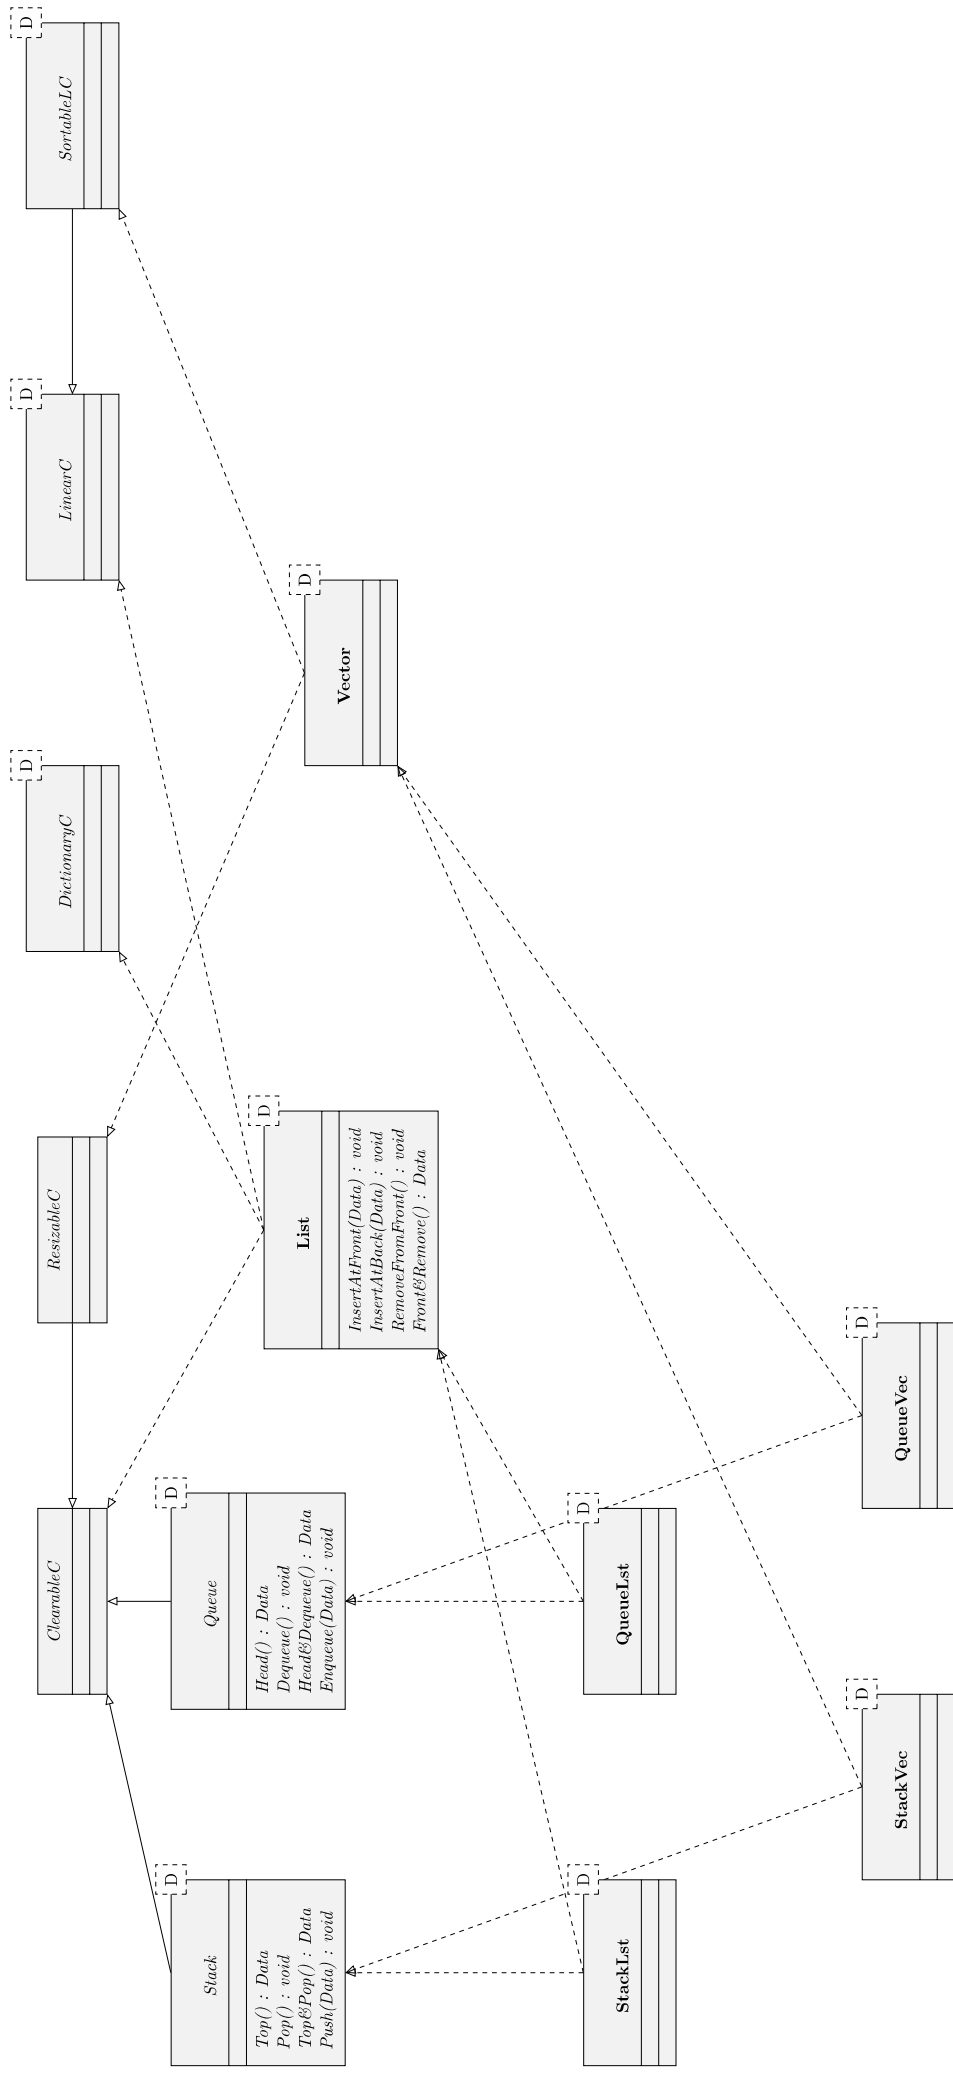 ClearableC
ResizableC
D
DictionaryC
D
LinearC
D
SortableLC
D
Stack
Top() : Data
Pop() : void
Top&Pop() : Data
Push(Data) : void
D
Queue
Head() : Data
Dequeue() : void
Head&Dequeue() : Data
Enqueue(Data) : void
D
List
InsertAtFront(Data) : void
InsertAtBack(Data) : void
RemoveFromFront() : void
Front&Remove() : Data
D
Vector
D
StackLst
D
QueueLst
D
StackVec
D
QueueVec